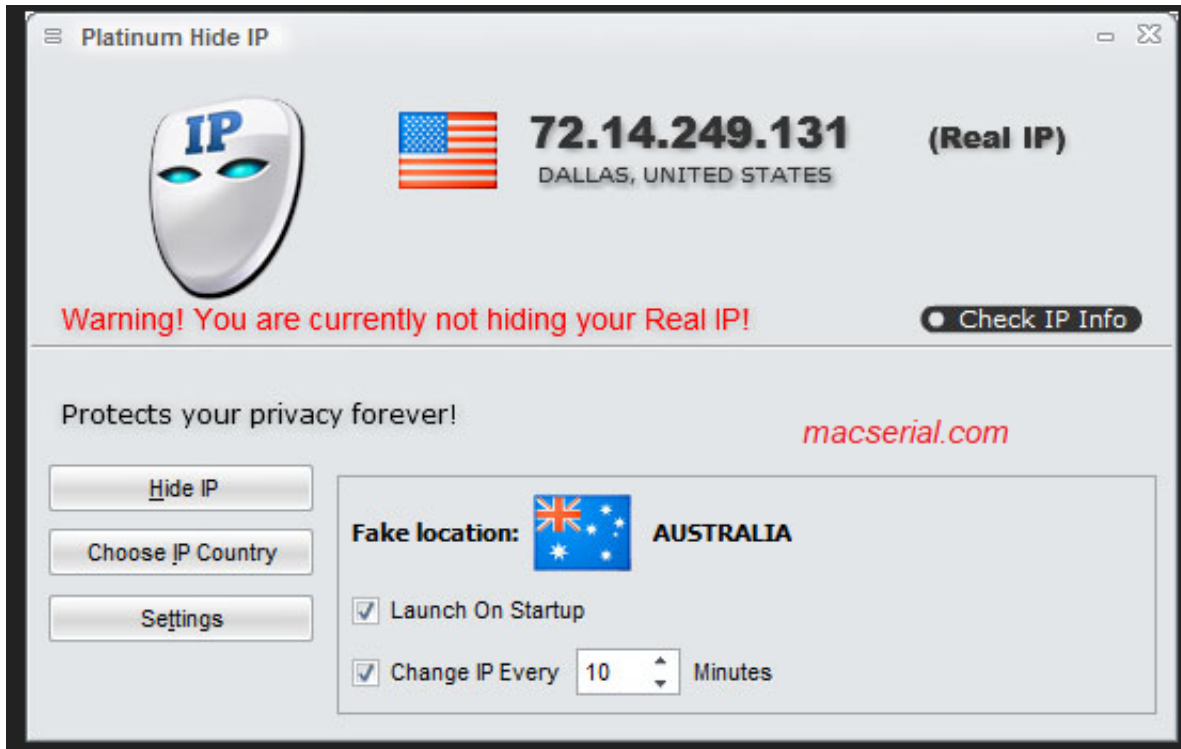 Platinum Hide IP
IP
72.14.249.131 (Real IP)
DALLAS, UNITED STATES
Warning! You are currently not hiding your Real IP!
Check IP Info
Protects your privacy forever!
macserial.com
Hide IP
Fake location: AUSTRALIA
Choose IP Country
Launch On Startup
Settings
Change IP Every 10 Minutes